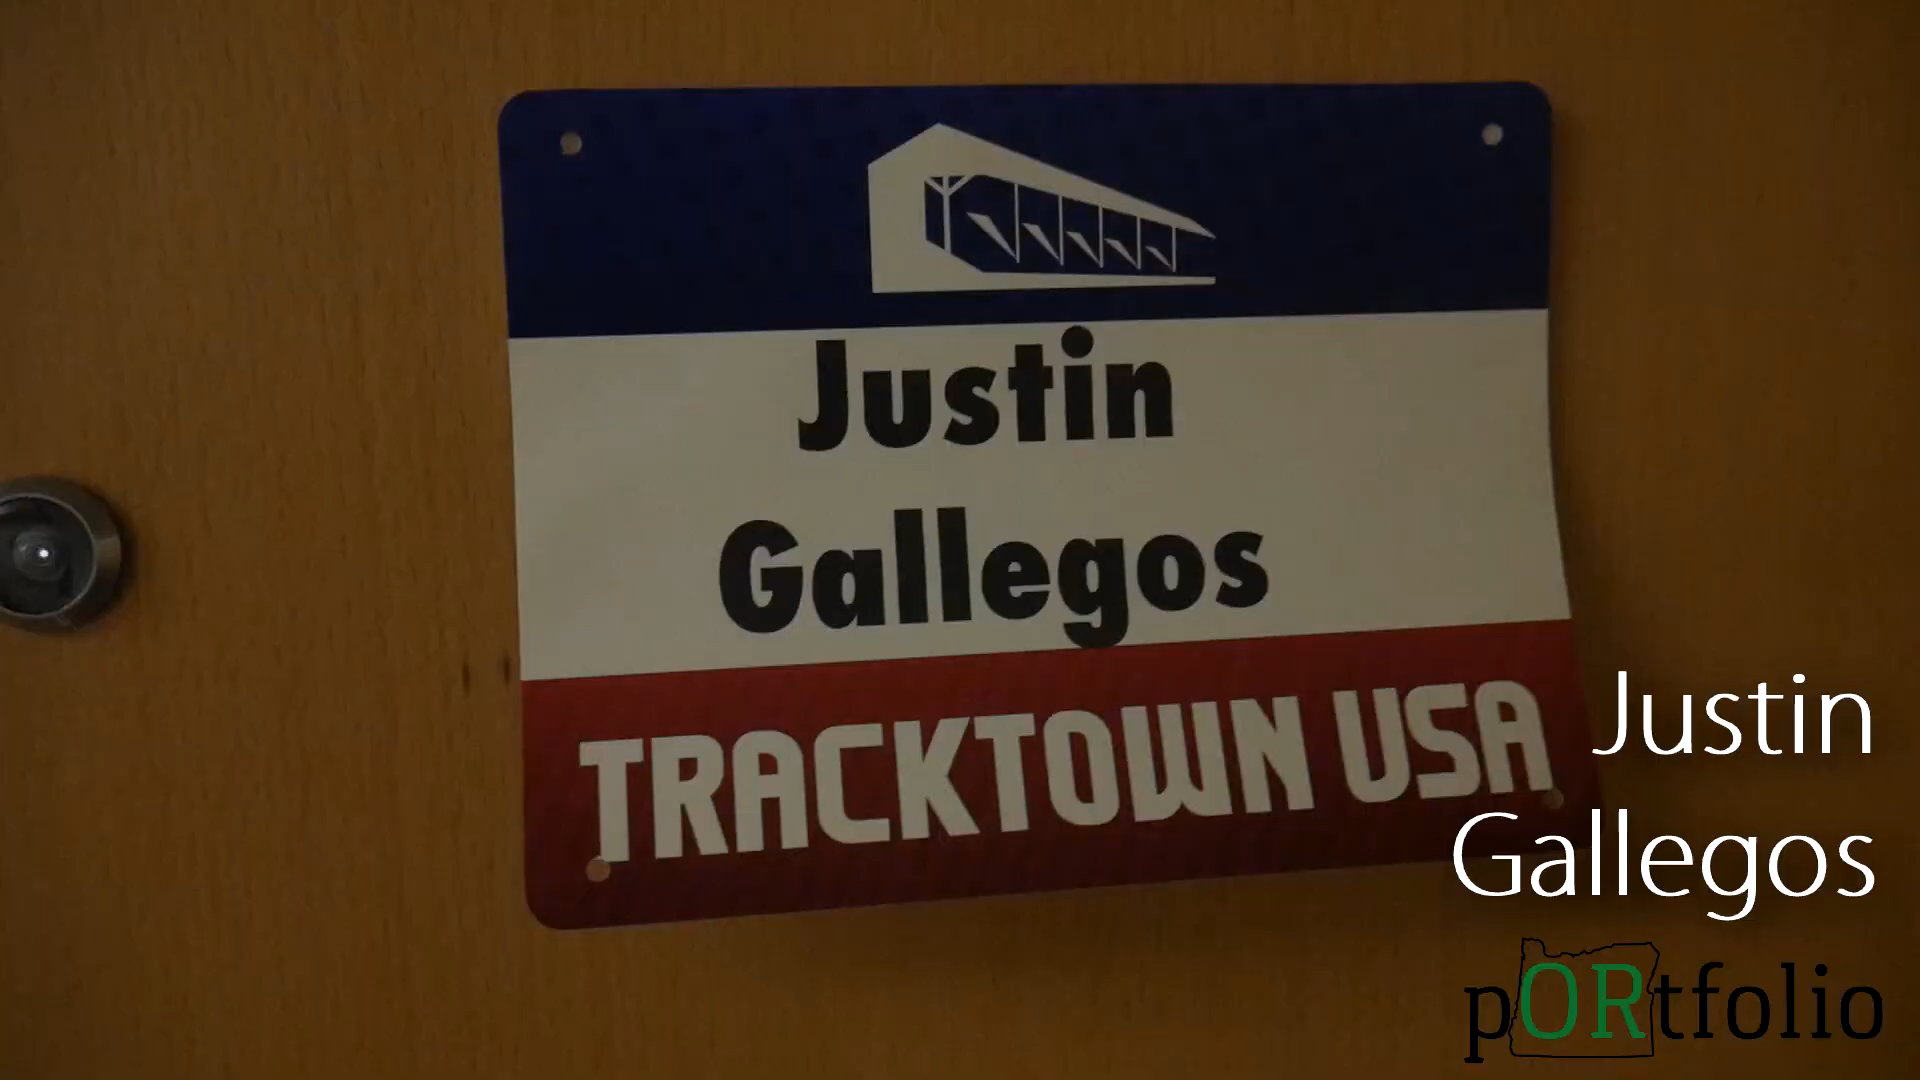 Justin
Gallegos
TRACKTOWN USA
Justin
Gallegos
pORtfolio